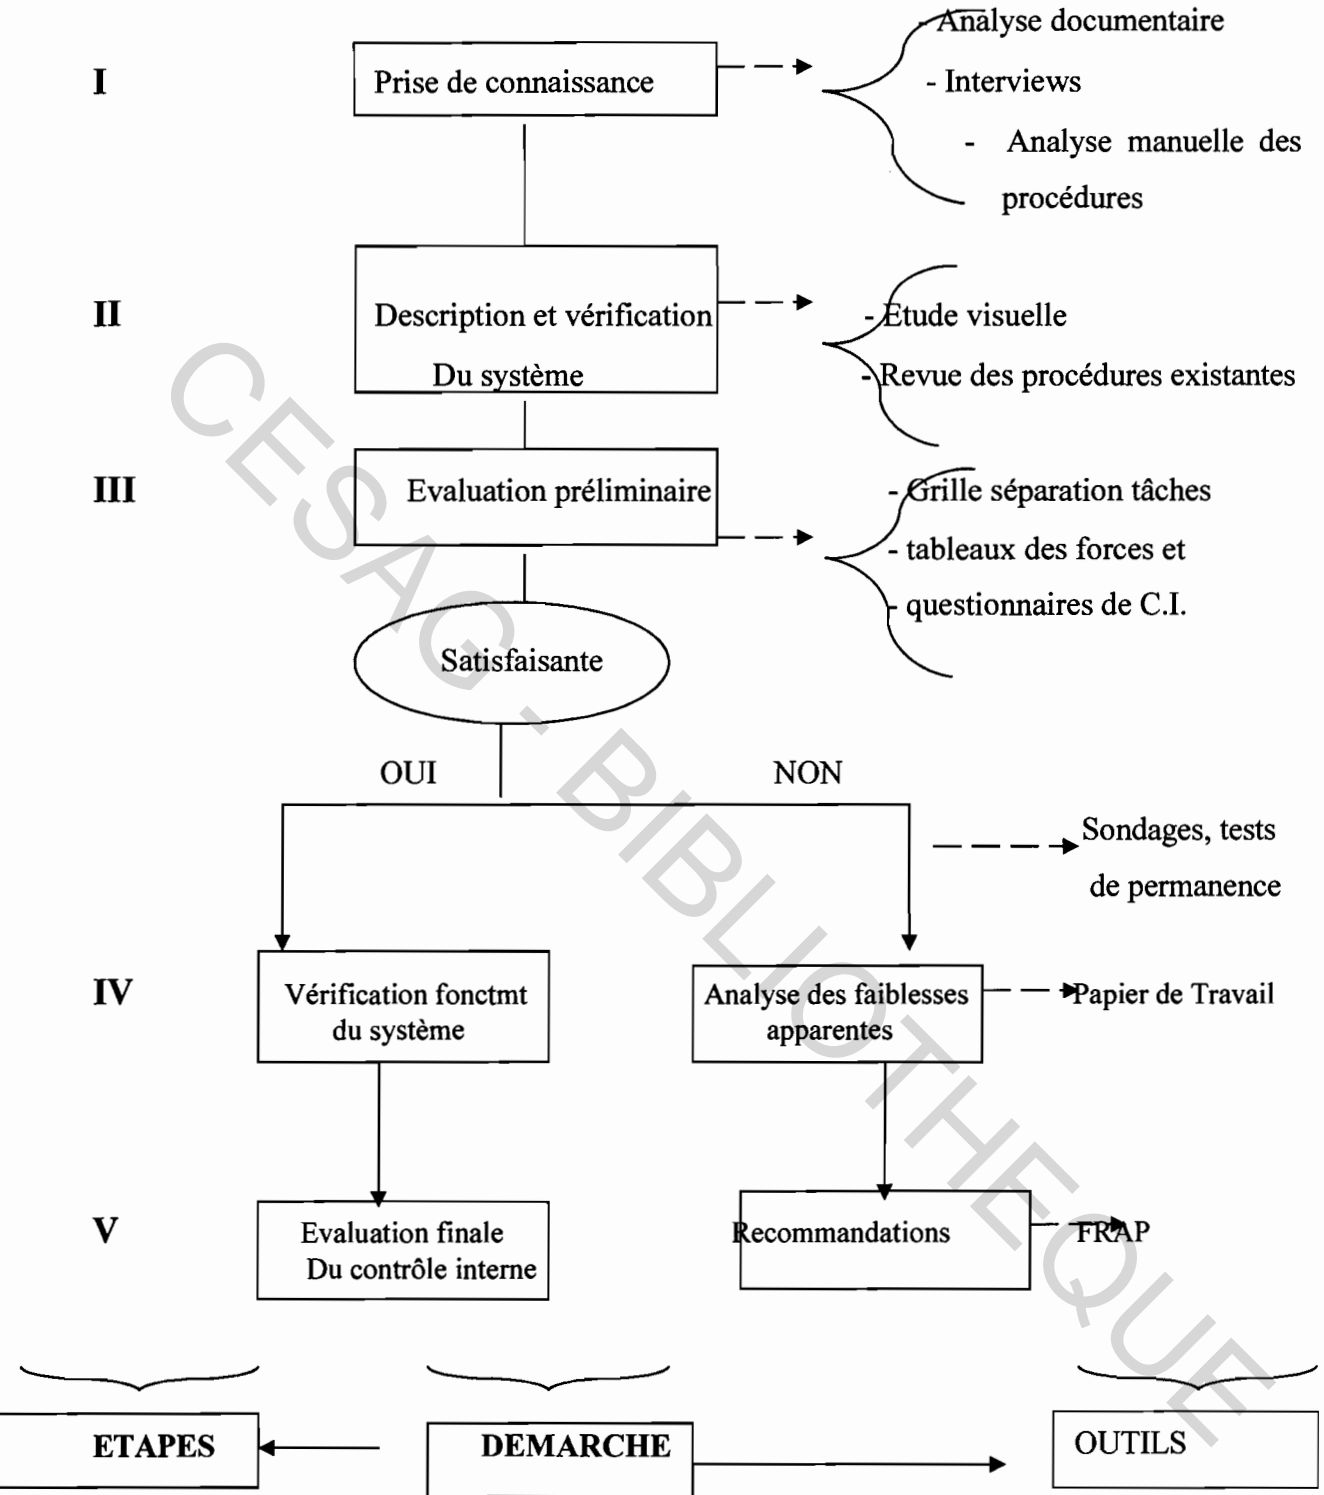 - Analyse documentaire
I
Prise de connaissance
- Interviews
- Analyse manuelle des
procédures
II
Description et vérification
Du système
- Etude visuelle
- Revue des procédures existantes
III
Evaluation préliminaire
- Grille séparation tâches
- tableaux des forces et
- questionnaires de C.I.
Satisfaisante
OUI
NON
Sondages, tests
de permanence
IV
Vérification fonctmt
du système
Analyse des faiblesses
apparentes
Papier de Travail
V
Evaluation finale
Du contrôle interne
Recommandations
FRAP
ETAPES
DEMARCHE
OUTILS
CESAG - BIBLIOTHEQUE